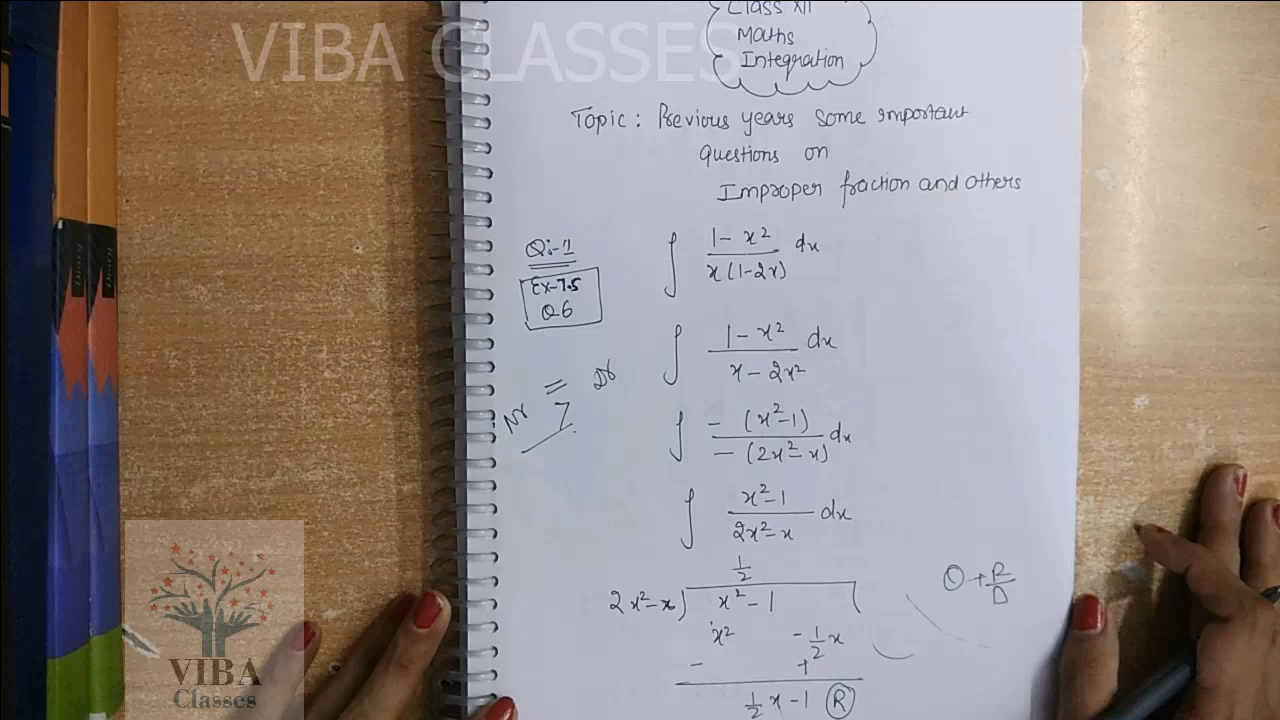 VIBA CLASSES
Class XII
Maths
Integration
Topic : Previous years some important
questions on
Improper fraction and others
Q:-1
Ex-7.5
Q6
∫ 1 - x² / x(1-2x) dx
∫ 1 - x² / x - 2x² dx
Nr ≥ Dr
∫ - (x²-1) / - (2x²-x) dx
∫ x²-1 / 2x²-x dx
1/2
2x²-x) x² - 1
Q + R/D
x² - 1/2 x
- +
1/2 x - 1 (R)
VIBA
Classes